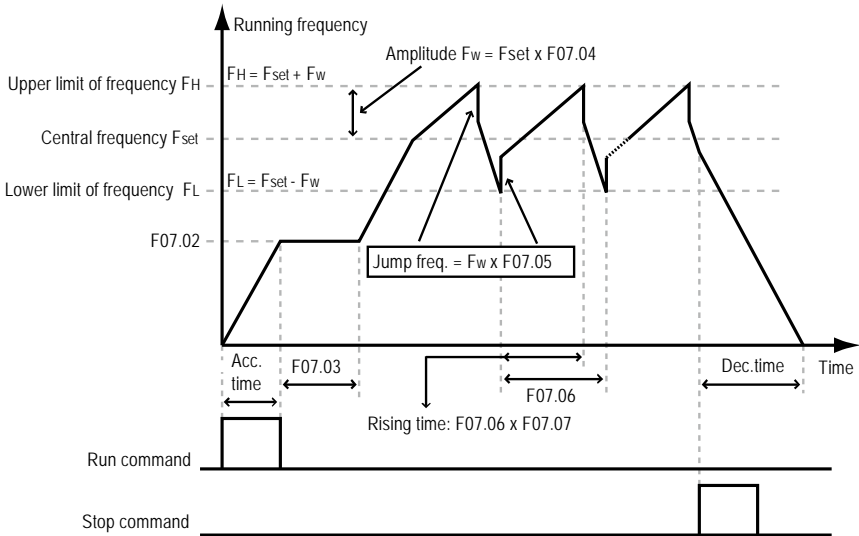 Running frequency
Amplitude FW = Fset x F07.04
Upper limit of frequency FH
FH = Fset + FW
Central frequency Fset
Lower limit of frequency FL
FL = Fset - FW
F07.02
Jump freq. = FW x F07.05
Acc.
time
F07.03
F07.06
Dec.time
Time
Rising time: F07.06 x F07.07
Run command
Stop command